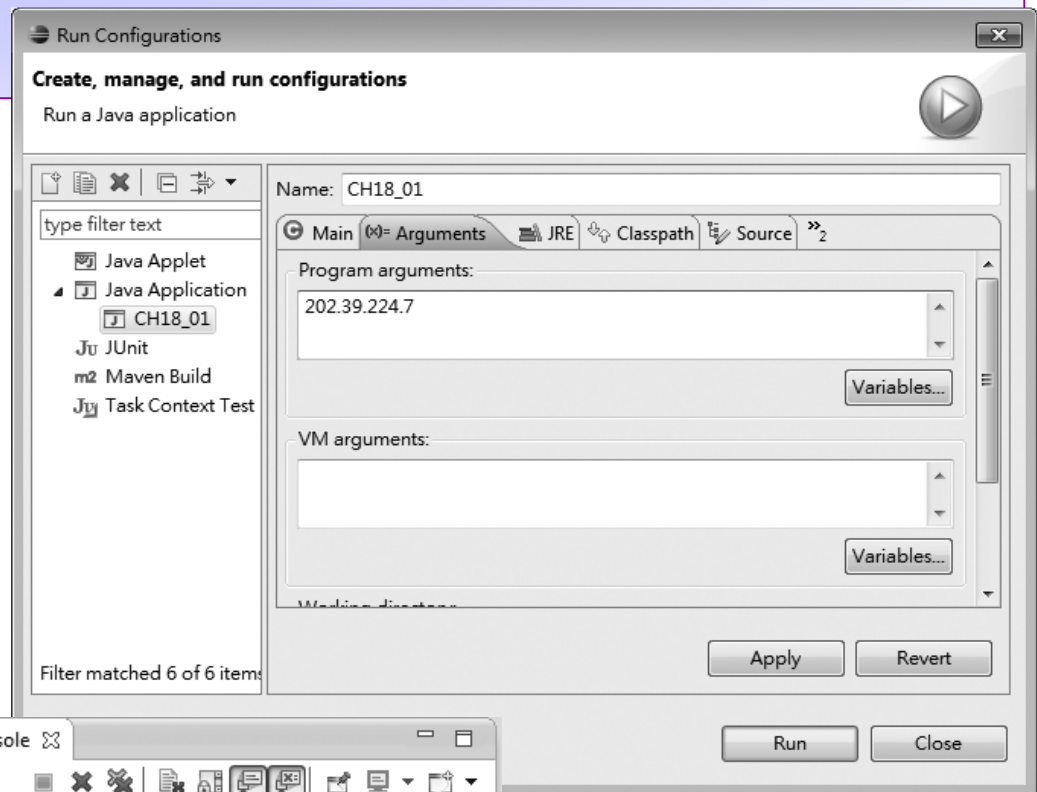 Run Configurations
Create, manage, and run configurations
Run a Java application
type filter text
Java Applet
Java Application
CH18_01
JUnit
Maven Build
Task Context Test
Filter matched 6 of 6 items
Name: CH18_01
Main (x)= Arguments JRE Classpath Source »2
Program arguments:
202.39.224.7
Variables...
VM arguments:
Variables...
Working directory:
Apply Revert
Run Close
sole